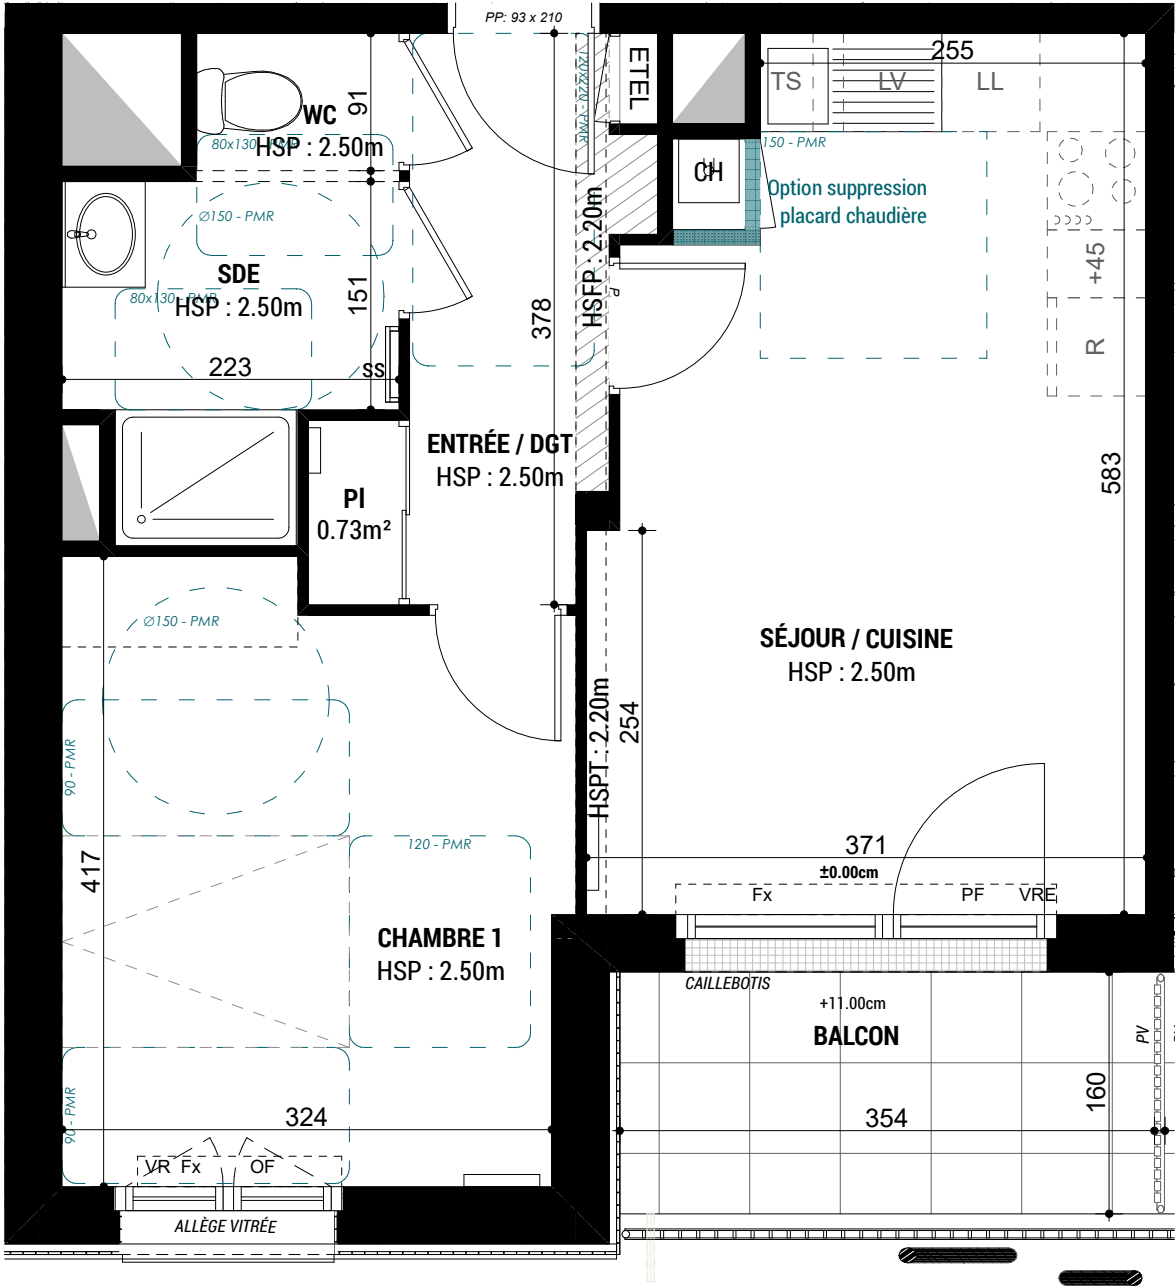 PP: 93 x 210
91
WC
HSP : 2.50m
80x130 - PMR
120x220 - PMR
ETEL
255
TS
LV
LL
150 - PMR
CH
Option suppression
placard chaudière
+45
R
Ø150 - PMR
SDE
HSP : 2.50m
80x130 - PMR
151
223
SS
378
HSFP : 2.20m
P
583
ENTRÉE / DGT
HSP : 2.50m
Pl
0.73m²
Ø150 - PMR
SÉJOUR / CUISINE
HSP : 2.50m
HSPT : 2.20m
254
90 - PMR
120 - PMR
417
371
±0.00cm
Fx
PF
VRE
CHAMBRE 1
HSP : 2.50m
CAILLEBOTIS
+11.00cm
BALCON
PV
160
354
90 - PMR
324
VR
Fx
OF
ALLÈGE VITRÉE